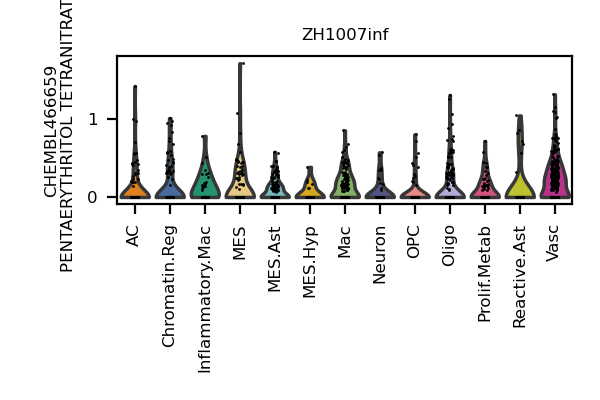 ZH1007inf
CHEMBL466659
PENTAERYTHRITOL TETRANITRAT
1
0
AC
Chromatin.Reg
Inflammatory.Mac
MES
MES.Ast
MES.Hyp
Mac
Neuron
OPC
Oligo
Prolif.Metab
Reactive.Ast
Vasc